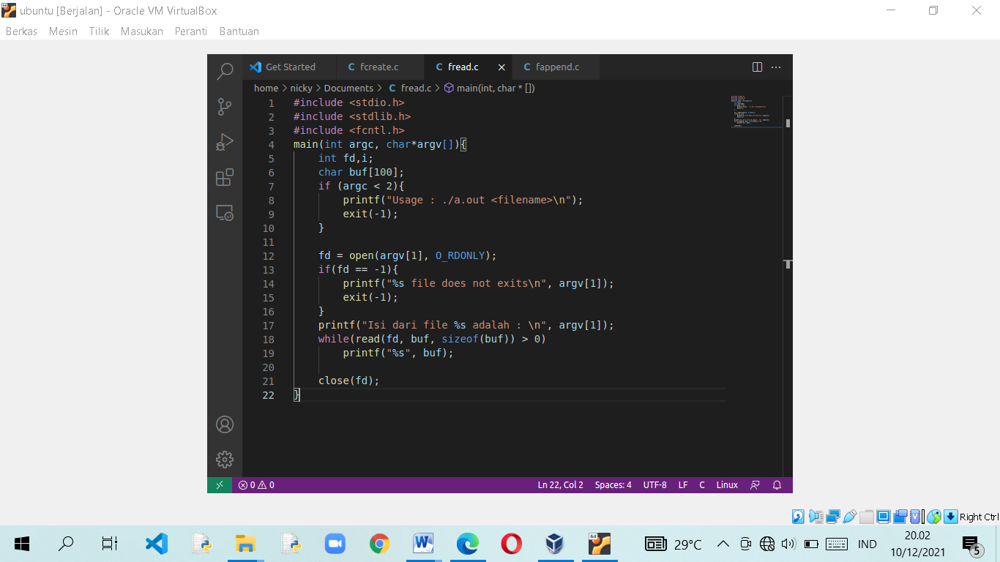 ubuntu [Berjalan] - Oracle VM VirtualBox
Berkas Mesin Tilik Masukan Peranti Bantuan
Get Started C fcreate.c C fread.c C fappend.c
home > nicky > Documents > C fread.c > main(int, char * [])
1 #include <stdio.h>
2 #include <stdlib.h>
3 #include <fcntl.h>
4 main(int argc, char*argv[]){
5 int fd,i;
6 char buf[100];
7 if (argc < 2){
8 printf("Usage : ./a.out <filename>\n");
9 exit(-1);
10 }
11
12 fd = open(argv[1], O_RDONLY);
13 if(fd == -1){
14 printf("%s file does not exits\n", argv[1]);
15 exit(-1);
16 }
17 printf("Isi dari file %s adalah : \n", argv[1]);
18 while(read(fd, buf, sizeof(buf)) > 0)
19 printf("%s", buf);
20
21 close(fd);
22 }
0 0 Ln 22, Col 2 Spaces: 4 UTF-8 LF C Linux
Right Ctrl
29°C IND 20.02
10/12/2021 5